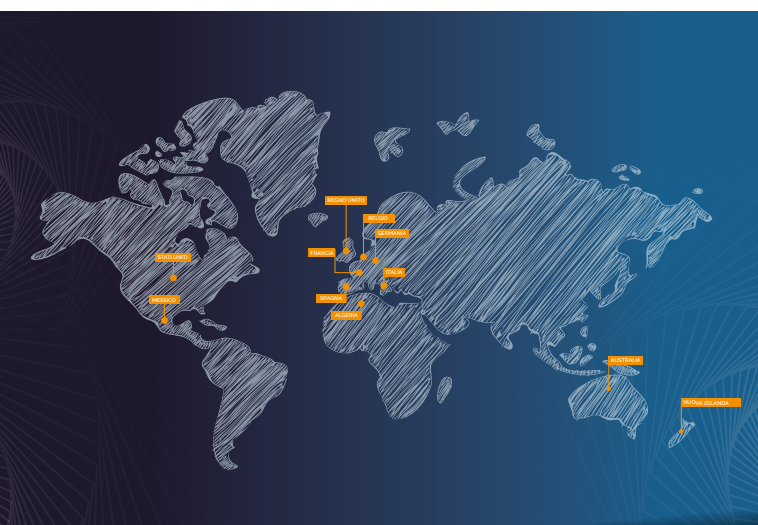 REGNO UNITO
BELGIO
GERMANIA
FRANCIA
STATI UNITI
ITALIA
SPAGNA
MESSICO
ALGERIA
AUSTRALIA
NUOVA ZELANDA